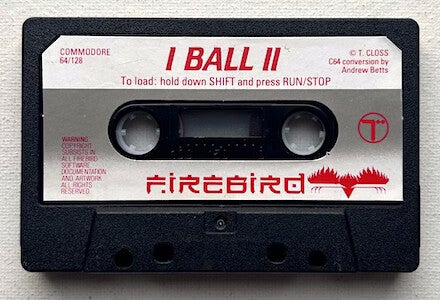 COMMODORE
64/128
I BALL II
© T. CLOSS
C64 conversion by
Andrew Betts
To load: hold down SHIFT and press RUN/STOP
WARNING
COPYRIGHT
SUBSISTS IN
ALL FIREBIRD
SOFTWARE
DOCUMENTATION
AND ARTWORK
ALL RIGHTS
RESERVED.
FIREBIRD